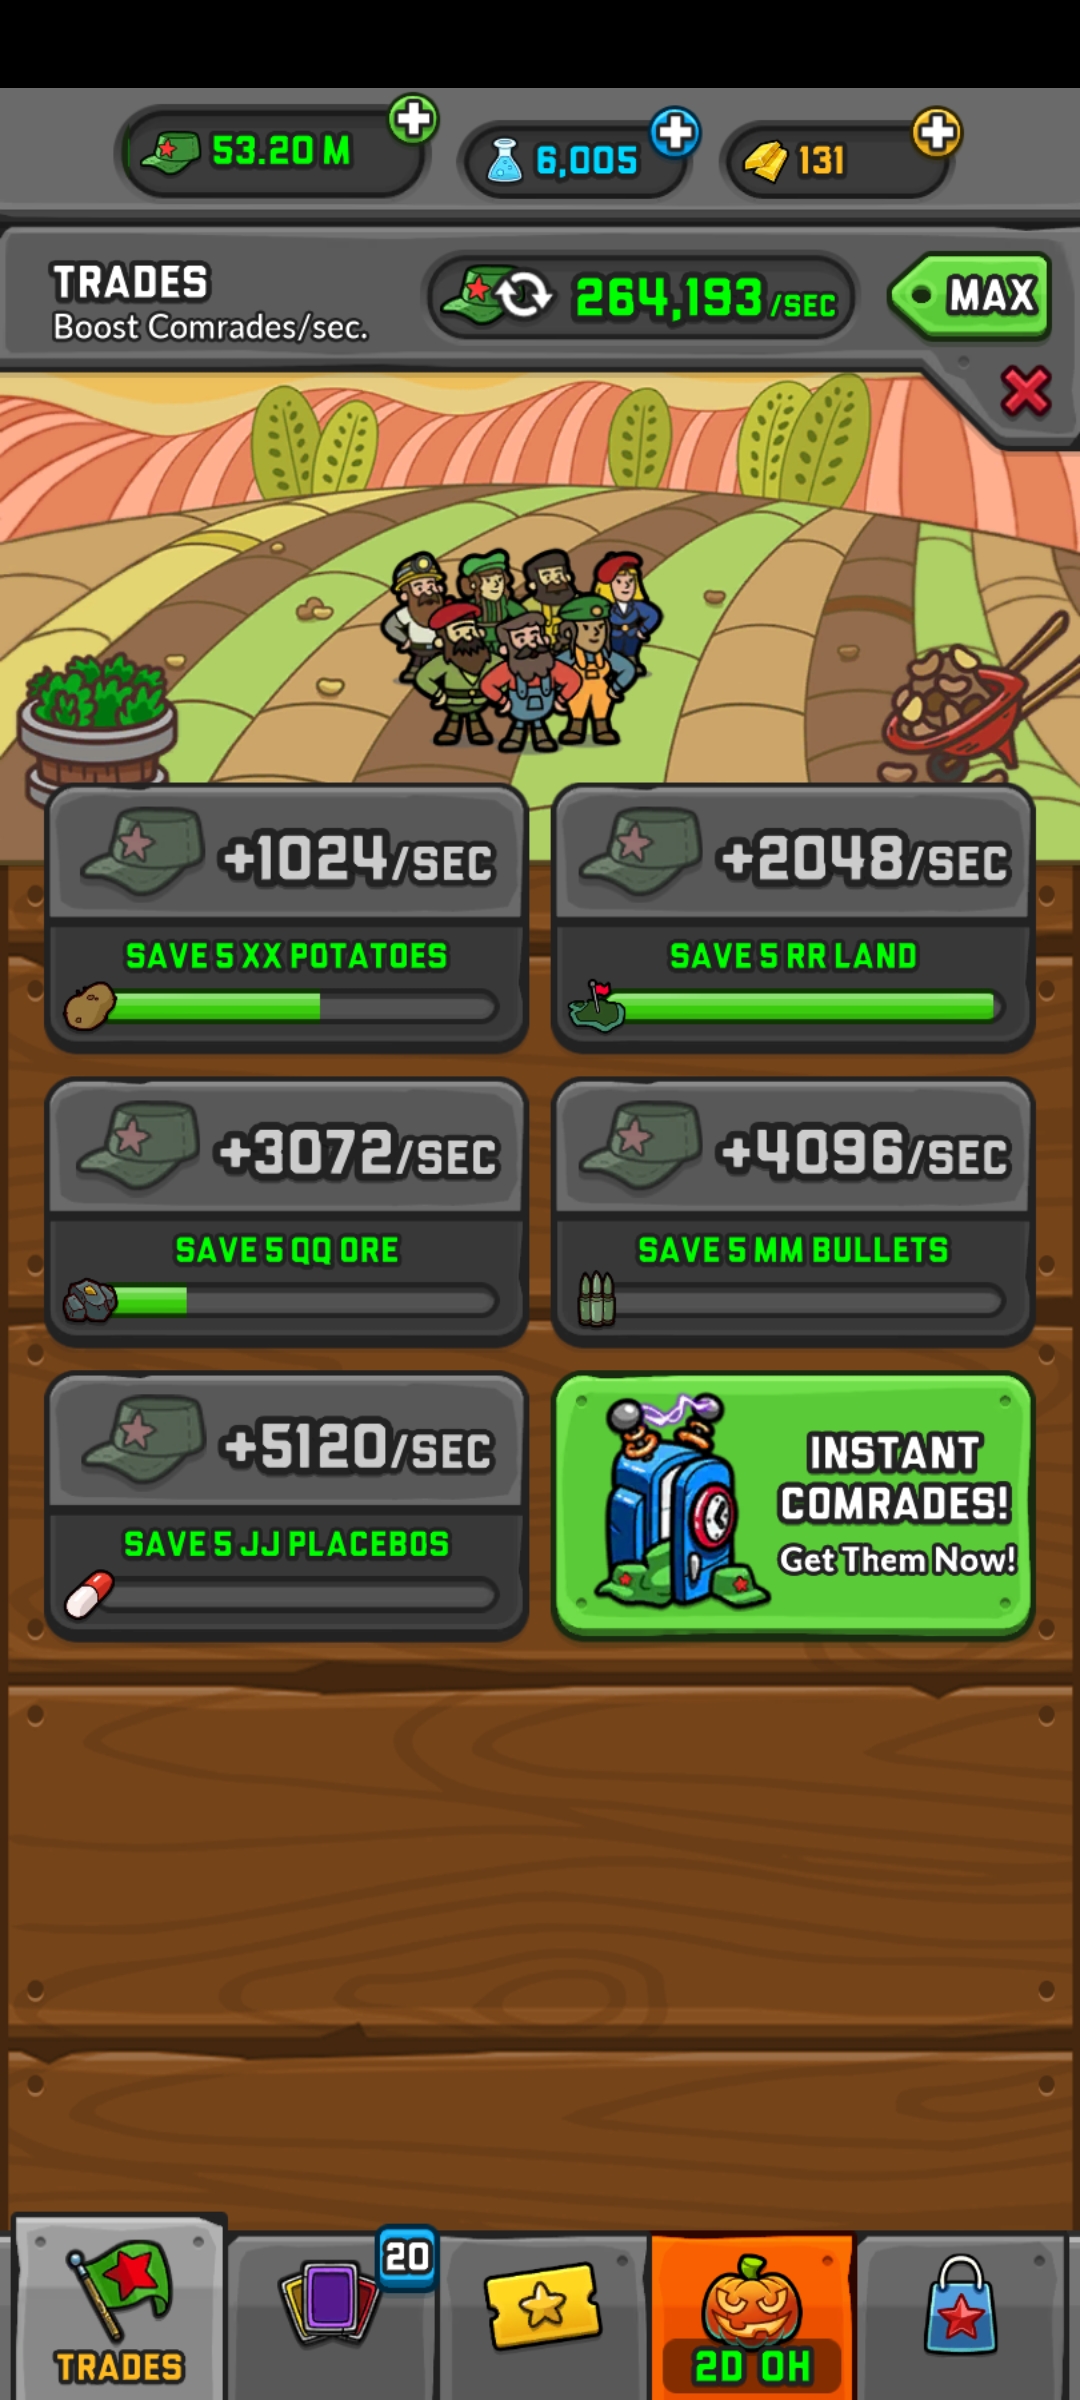 53.20 M
6,005
131
TRADES
Boost Comrades/sec.
264,193/SEC
MAX
+1024/SEC
SAVE 5 XX POTATOES
+2048/SEC
SAVE 5 RR LAND
+3072/SEC
SAVE 5 QQ ORE
+4096/SEC
SAVE 5 MM BULLETS
+5120/SEC
SAVE 5 JJ PLACEBOS
INSTANT
COMRADES!
Get Them Now!
20
TRADES
2D 0H